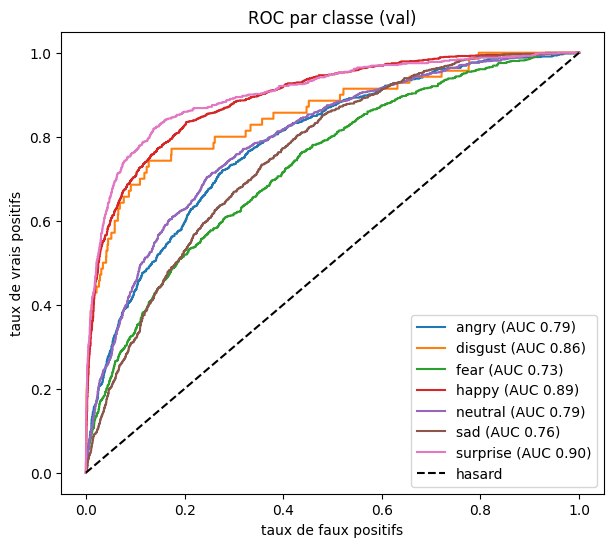 ROC par classe (val)
1.0
0.8
0.6
0.4
0.2
0.0
taux de vrais positifs
angry (AUC 0.79)
disgust (AUC 0.86)
fear (AUC 0.73)
happy (AUC 0.89)
neutral (AUC 0.79)
sad (AUC 0.76)
surprise (AUC 0.90)
hasard
0.0 0.2 0.4 0.6 0.8 1.0
taux de faux positifs